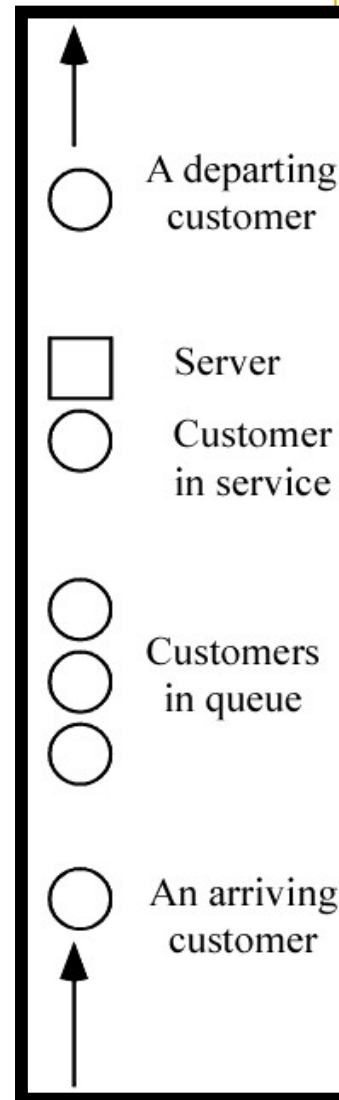 A departing
customer
Server
Customer
in service
Customers
in queue
An arriving
customer